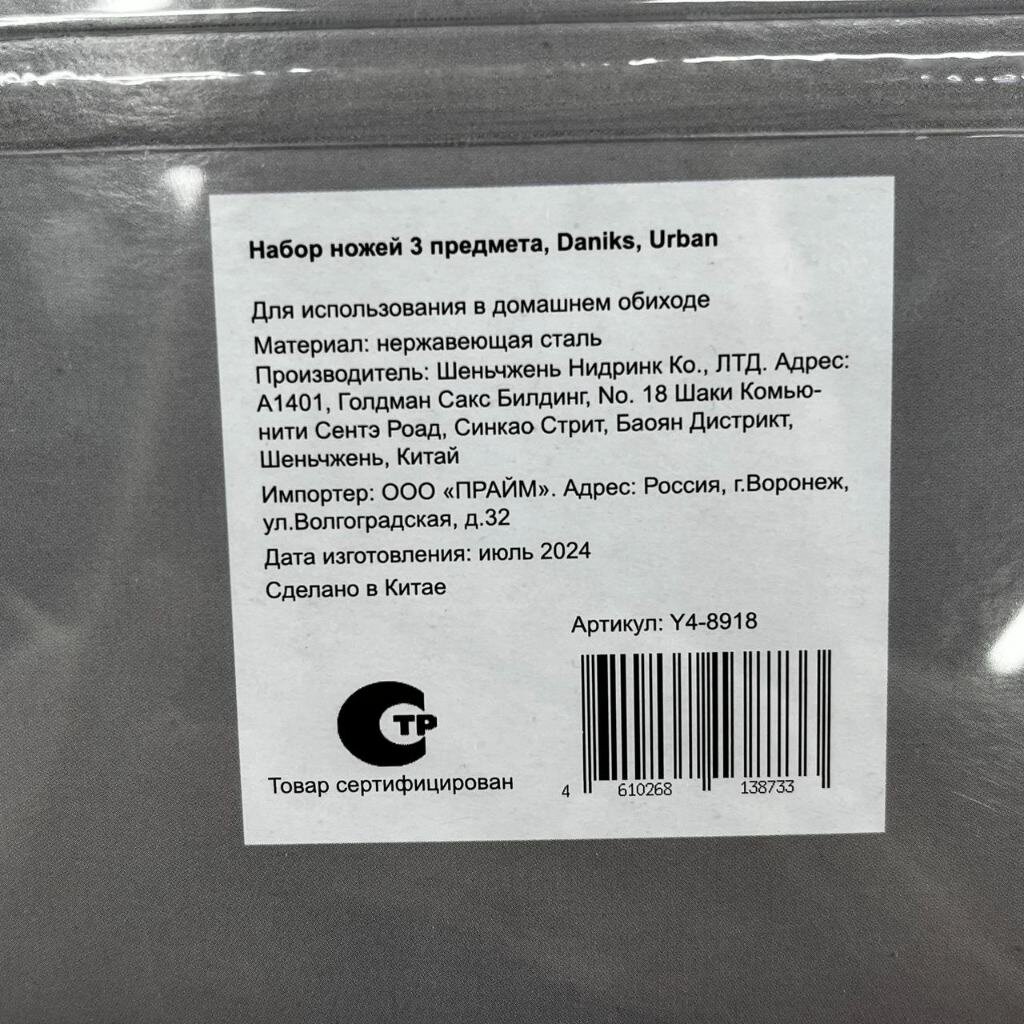 Набор ножей 3 предмета, Daniks, Urban
Для использования в домашнем обиходе
Материал: нержавеющая сталь
Производитель: Шеньчжень Нидринк Ко., ЛТД. Адрес:
А1401, Голдман Сакс Билдинг, No. 18 Шаки Комью-
нити Сентэ Роад, Синкао Стрит, Баоян Дистрикт,
Шеньчжень, Китай
Импортер: ООО «ПРАЙМ». Адрес: Россия, г.Воронеж,
ул.Волгоградская, д.32
Дата изготовления: июль 2024
Сделано в Китае
Артикул: Y4-8918
СТР
Товар сертифицирован
4 610268 138733